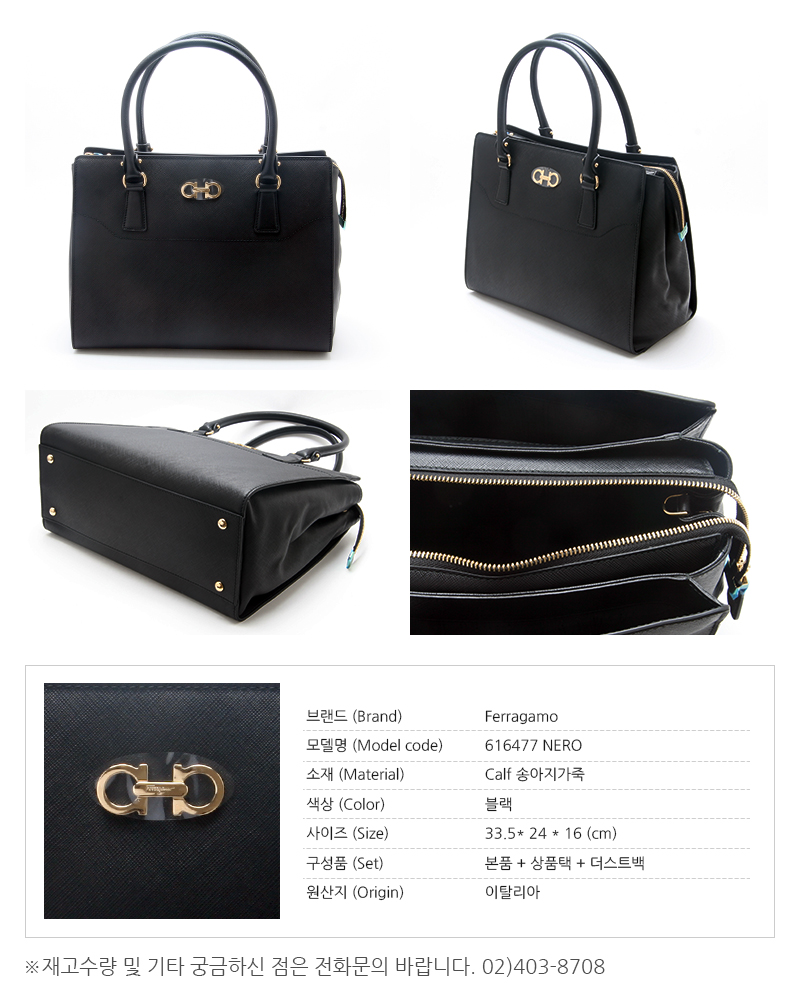 브랜드 (Brand) Ferragamo
모델명 (Model code) 616477 NERO
소재 (Material) Calf 송아지가죽
색상 (Color) 블랙
사이즈 (Size) 33.5* 24 * 16 (cm)
구성품 (Set) 본품 + 상품택 + 더스트백
원산지 (Origin) 이탈리아
※재고수량 및 기타 궁금하신 점은 전화문의 바랍니다. 02)403-8708